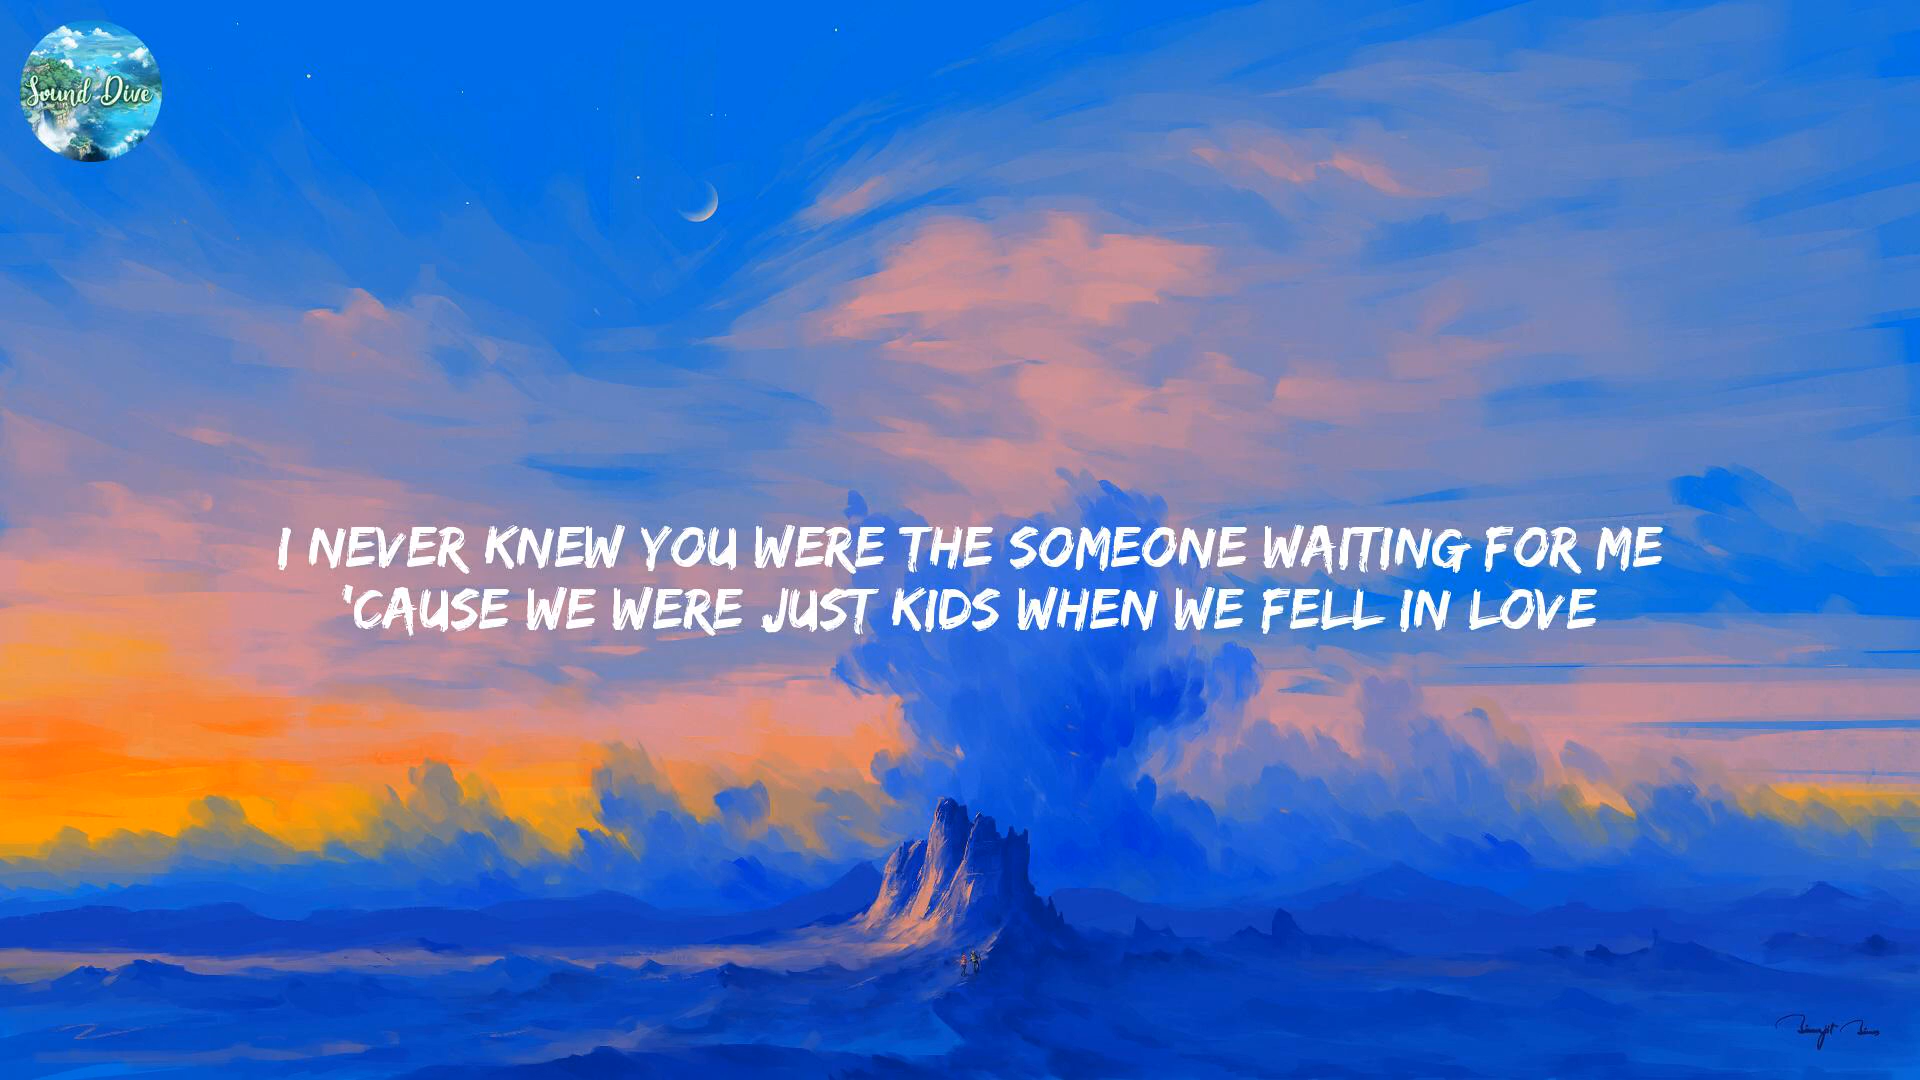 Sound Dive
I NEVER KNEW YOU WERE THE SOMEONE WAITING FOR ME
'CAUSE WE WERE JUST KIDS WHEN WE FELL IN LOVE